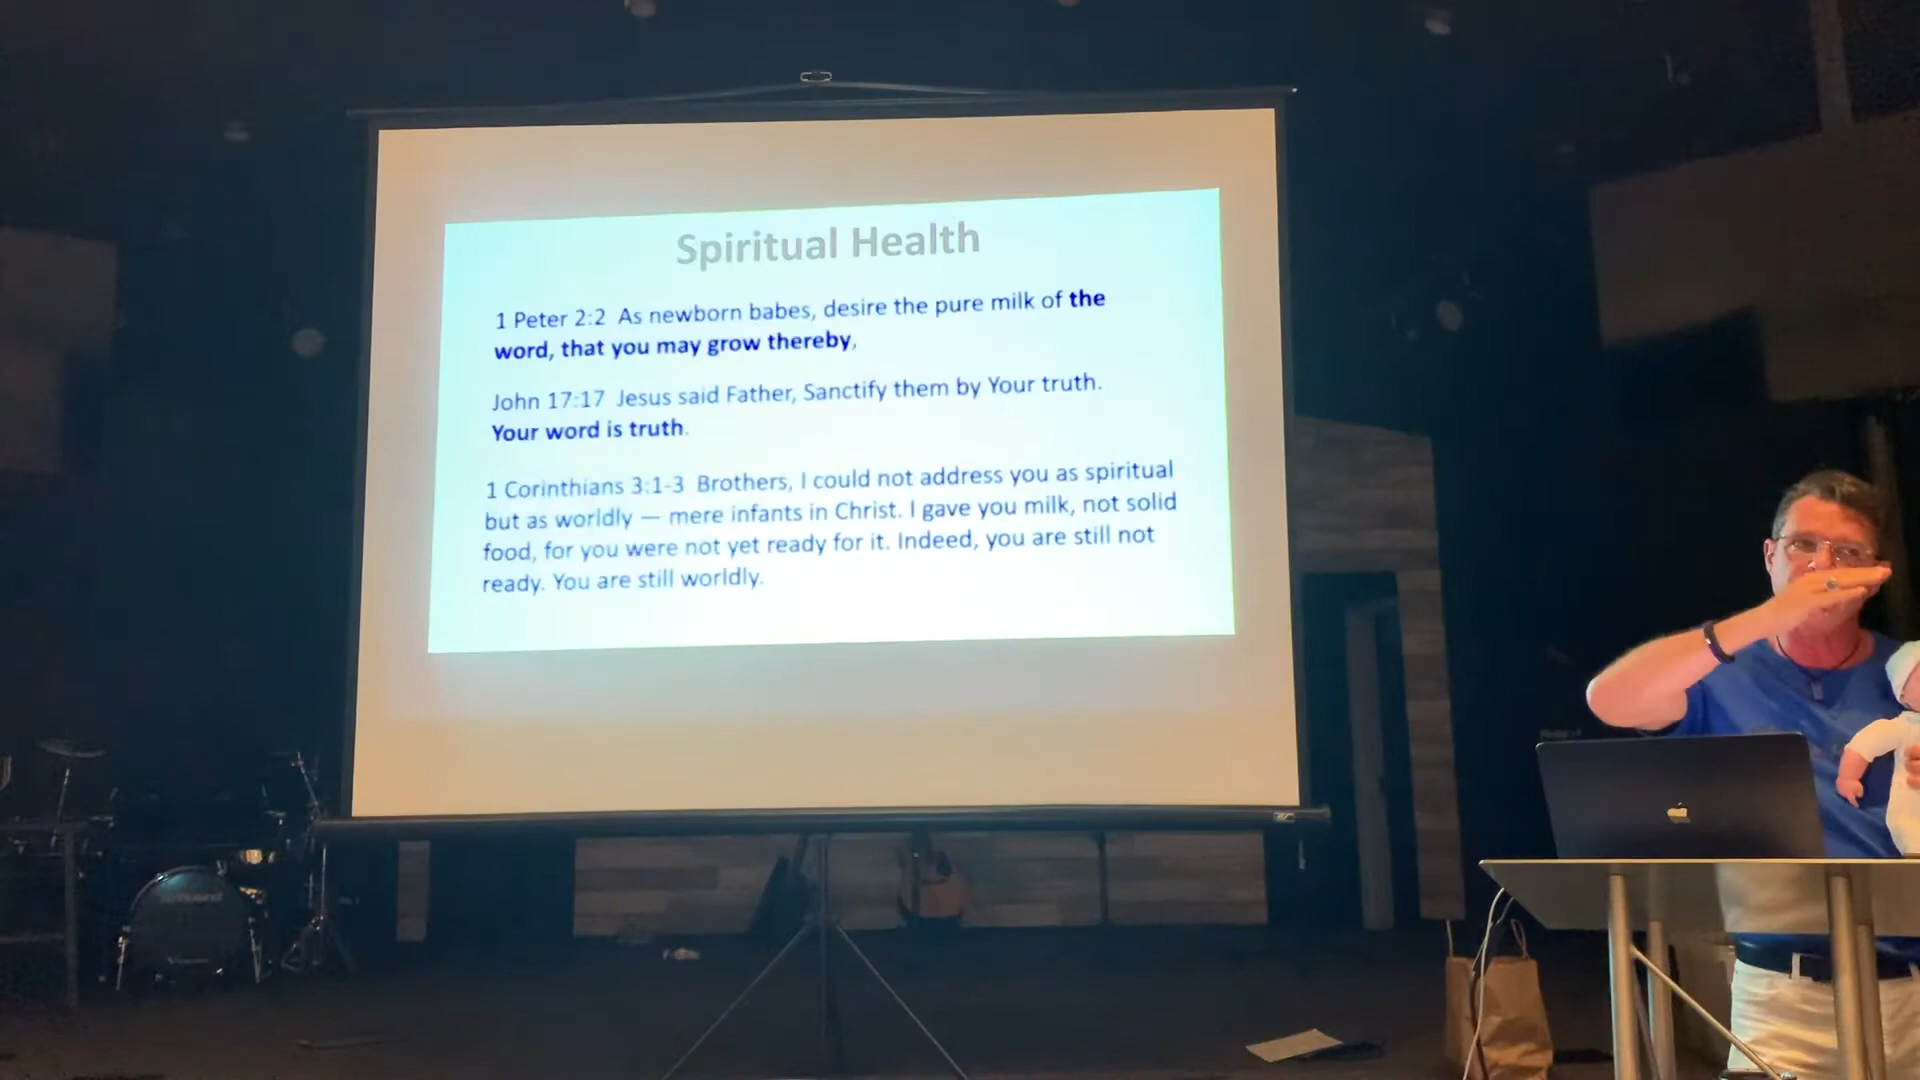 Spiritual Health
1 Peter 2:2 As newborn babes, desire the pure milk of the
word, that you may grow thereby,
John 17:17 Jesus said Father, Sanctify them by Your truth.
Your word is truth.
1 Corinthians 3:1-3 Brothers, I could not address you as spiritual
but as worldly — mere infants in Christ. I gave you milk, not solid
food, for you were not yet ready for it. Indeed, you are still not
ready. You are still worldly.
Roland